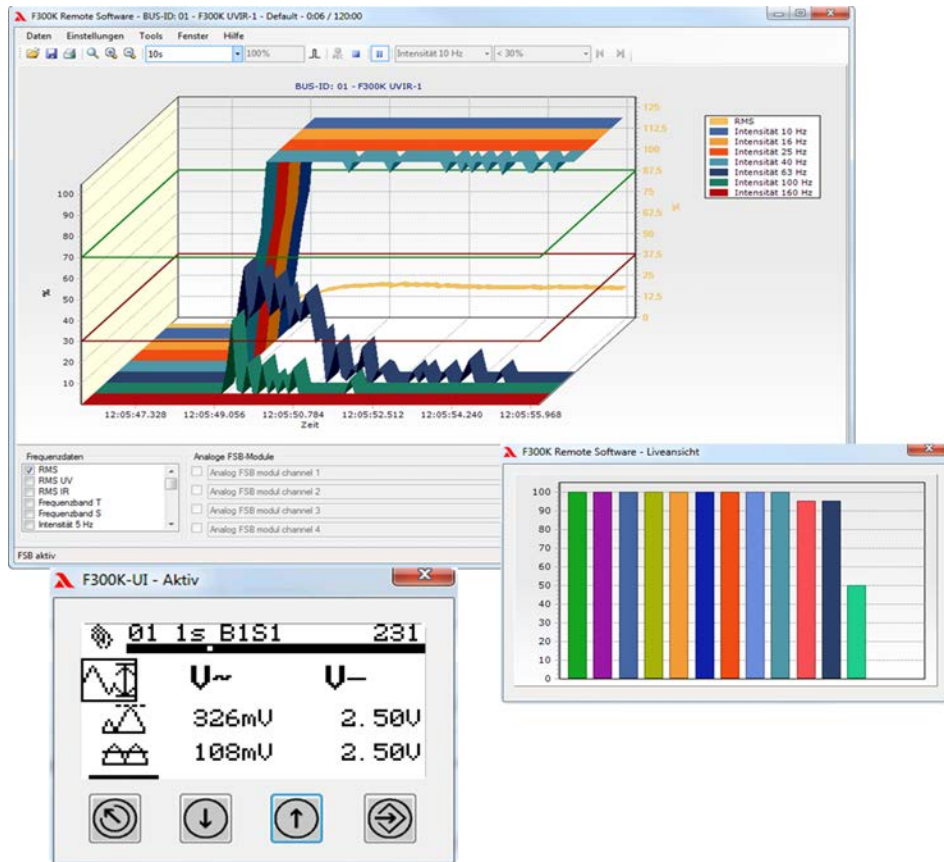 F300K Remote Software - BUS-ID: 01 - F300K UVIR-1 - Default - 0:06 / 120:00
Daten Einstellungen Tools Fenster Hilfe
10s 100% Intensität 10 Hz < 30%
BUS-ID: 01 - F300K UVIR-1
100
90
80
70
60
50
40
30
20
10
%
125
112,5
100
87,5
75
62,5
50
37,5
25
12,5
0
%
RMS
Intensität 10 Hz
Intensität 16 Hz
Intensität 25 Hz
Intensität 40 Hz
Intensität 63 Hz
Intensität 100 Hz
Intensität 160 Hz
12:05:47.328 12:05:49.056 12:05:50.784 12:05:52.512 12:05:54.240 12:05:55.968
Zeit
Frequenzdaten
RMS
RMS UV
RMS IR
Frequenzband T
Frequenzband S
Intensität 5 Hz
Analoge FSB-Module
Analog FSB modul channel 1
Analog FSB modul channel 2
Analog FSB modul channel 3
Analog FSB modul channel 4
FSB aktiv
F300K Remote Software - Liveansicht
100
90
80
70
60
50
40
30
20
10
0
F300K-UI - Aktiv
01 1s B1S1 231
V~ V—
326mV 2.50V
108mV 2.50V